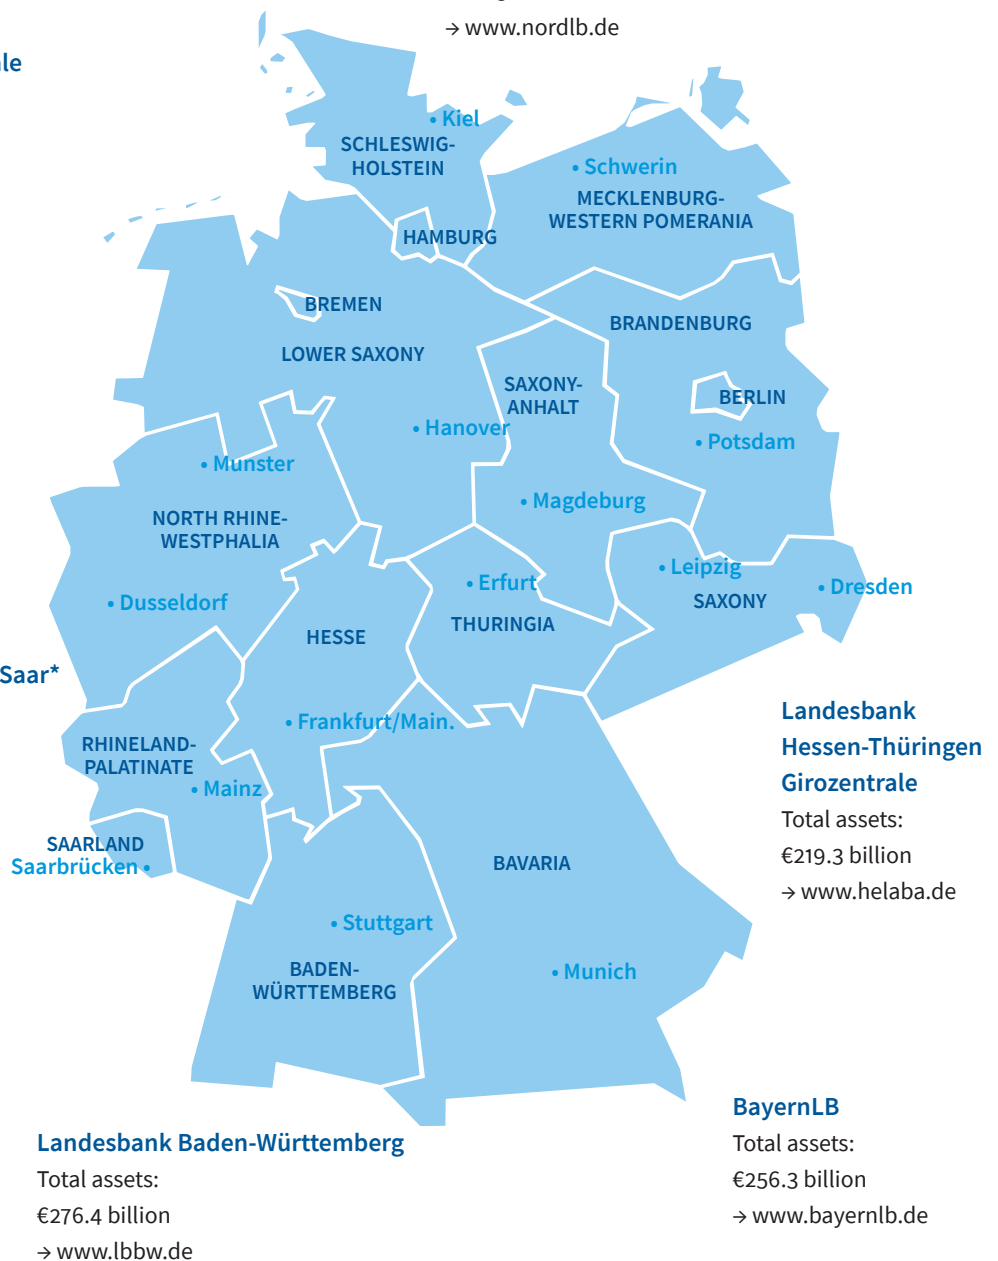 → www.nordlb.de
le
• Kiel
SCHLESWIG-
HOLSTEIN
• Schwerin
MECKLENBURG-
WESTERN POMERANIA
HAMBURG
BREMEN
BRANDENBURG
LOWER SAXONY
SAXONY-
ANHALT
BERLIN
• Hanover
• Potsdam
• Munster
• Magdeburg
NORTH RHINE-
WESTPHALIA
• Leipzig
• Erfurt
• Dresden
• Dusseldorf
SAXONY
THURINGIA
HESSE
Saar*
• Frankfurt/Main.
RHINELAND-
PALATINATE
• Mainz
SAARLAND
Saarbrücken •
BAVARIA
• Stuttgart
• Munich
BADEN-
WÜRTTEMBERG
Landesbank
Hessen-Thüringen
Girozentrale
Total assets:
€219.3 billion
→ www.helaba.de
BayernLB
Total assets:
€256.3 billion
→ www.bayernlb.de
Landesbank Baden-Württemberg
Total assets:
€276.4 billion
→ www.lbbw.de